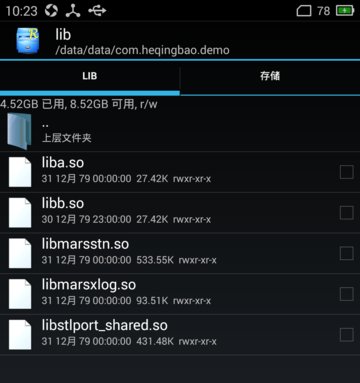 10:23
78
lib
/data/data/com.heqingbao.demo
LIB
存储
4.52GB 已用, 8.52GB 可用, r/w
..
上层文件夹
liba.so
31 12月 79 00:00:00 27.42K rwxr-xr-x
libb.so
30 12月 79 23:00:00 27.42K rwxr-xr-x
libmarsstn.so
31 12月 79 00:00:00 533.55K rwxr-xr-x
libmarsxlog.so
31 12月 79 00:00:00 93.51K rwxr-xr-x
libstlport_shared.so
31 12月 79 00:00:00 431.48K rwxr-xr-x